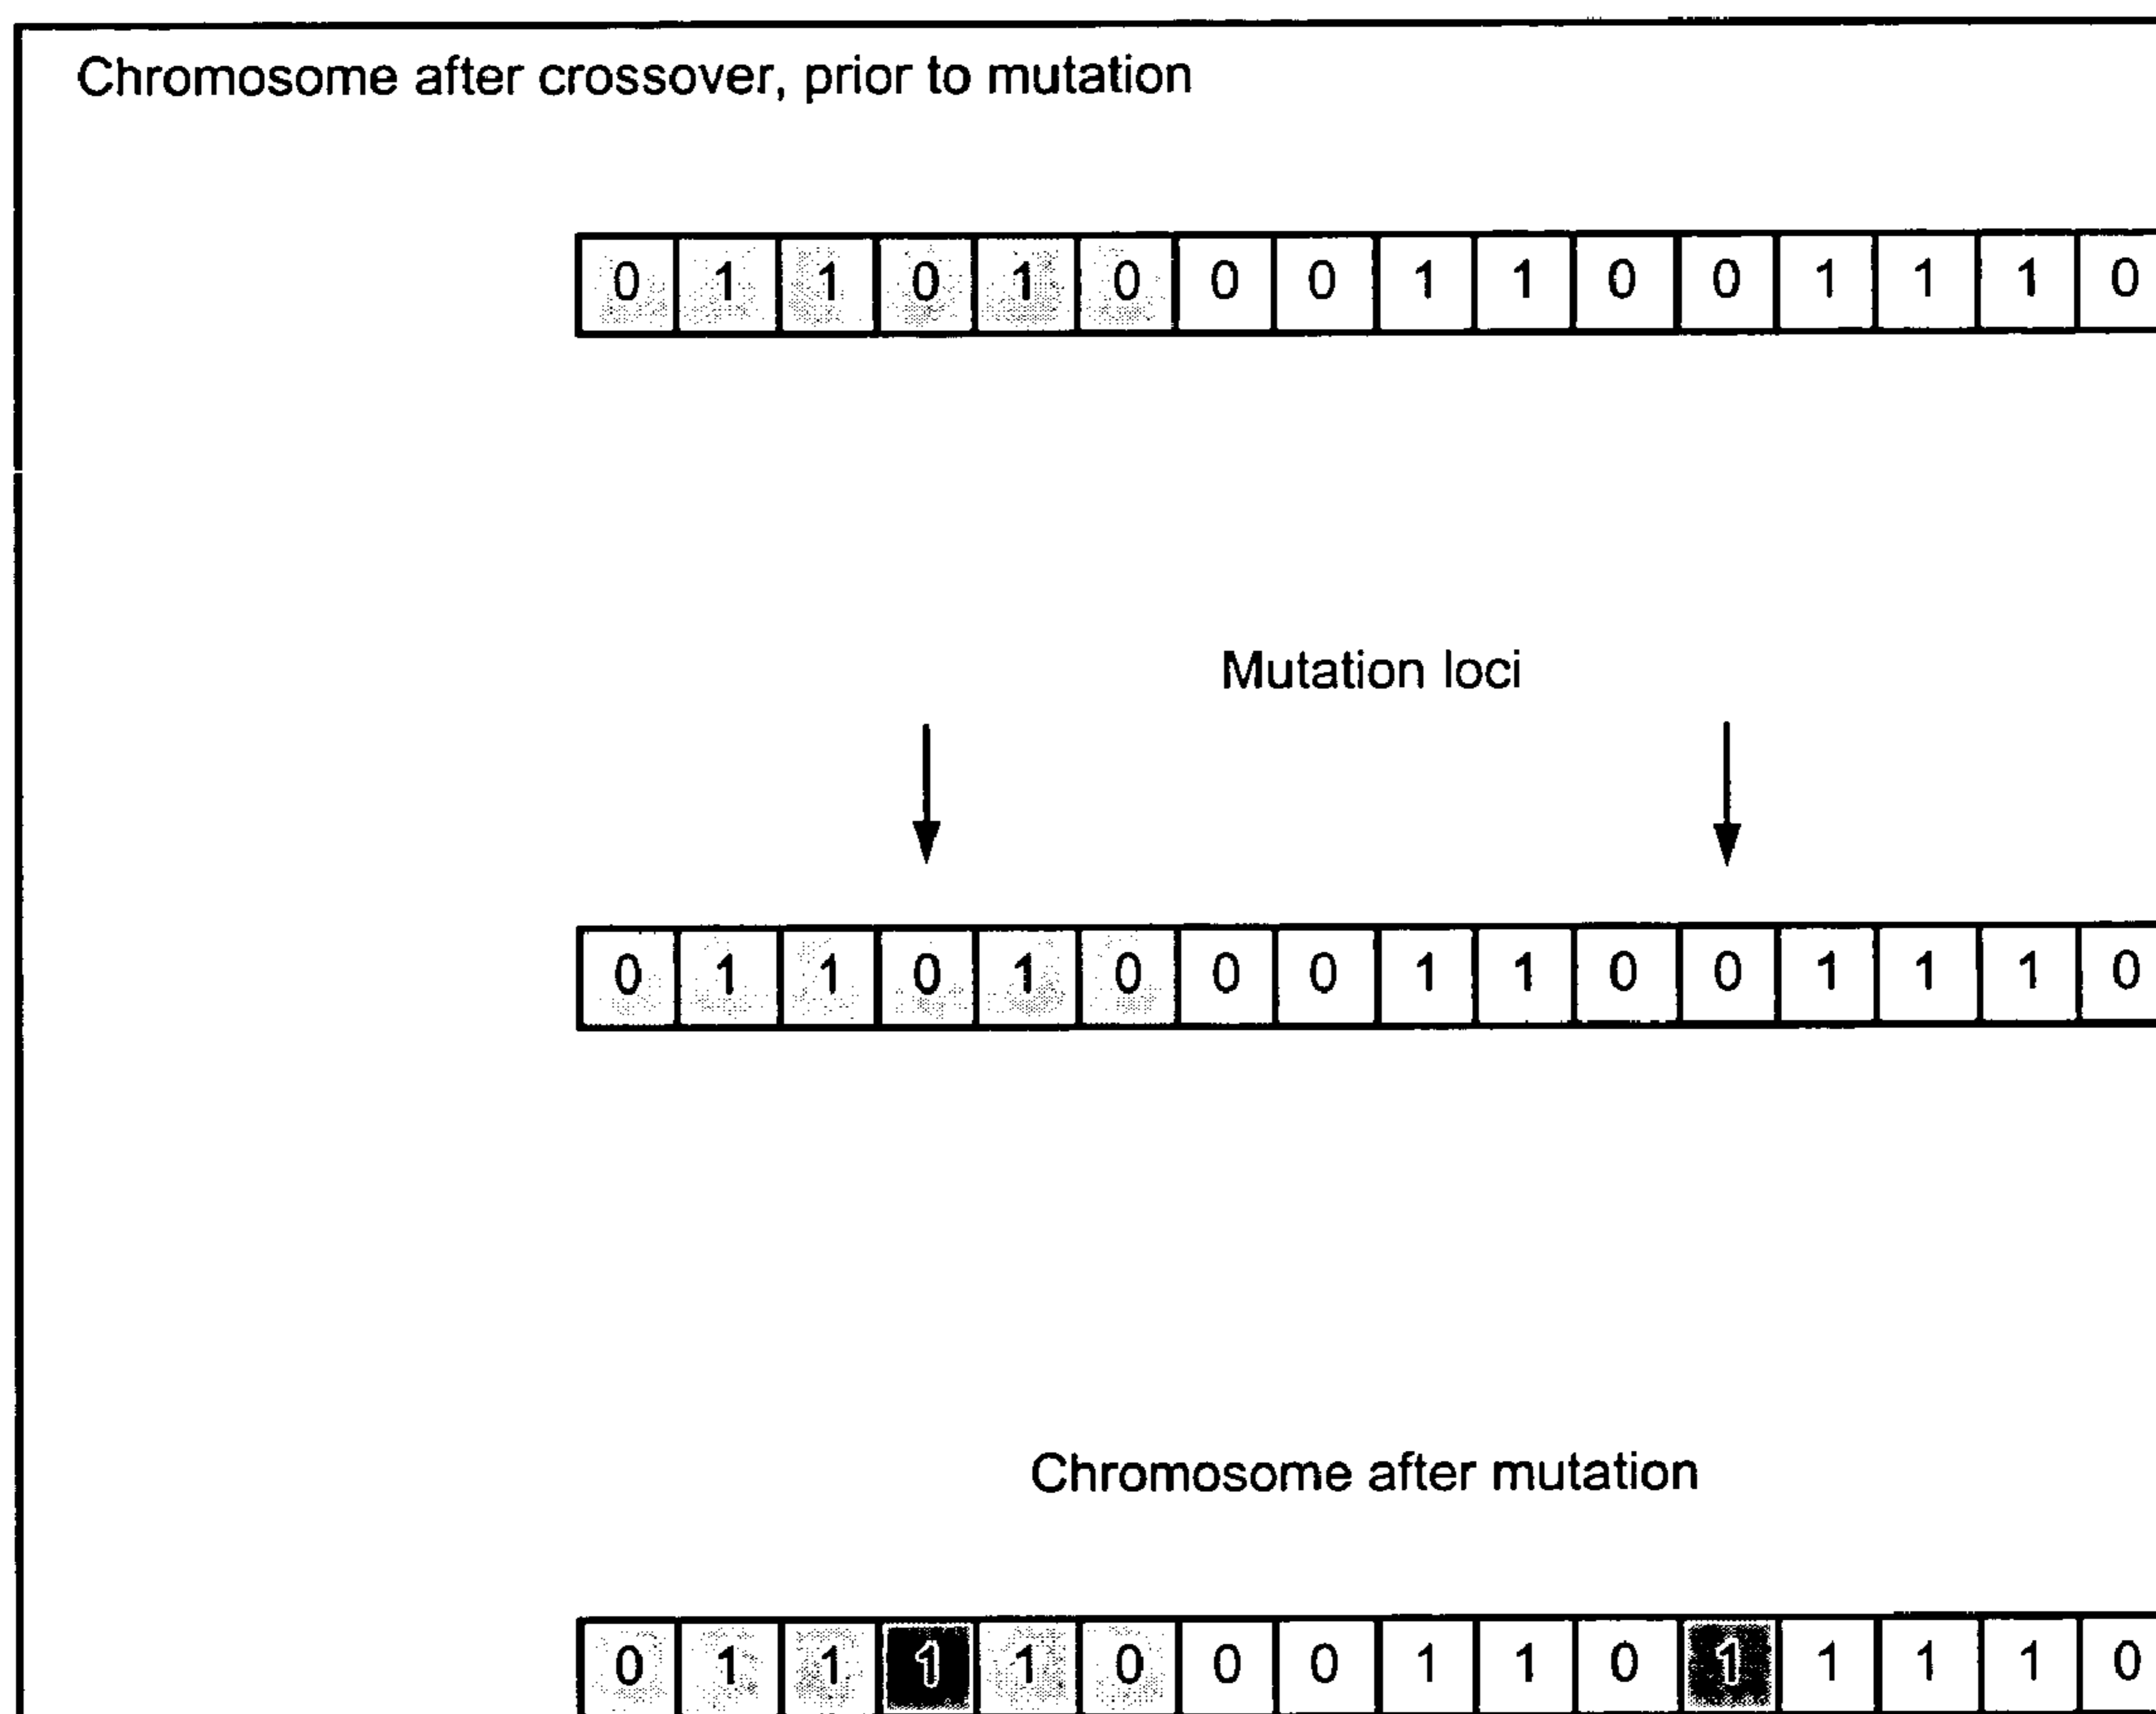 Chromosome after crossover, prior to mutation
0 1 1 0 1 0 0 0 1 1 0 0 1 1 1 0
Mutation loci
0 1 1 0 1 0 0 0 1 1 0 0 1 1 1 0
Chromosome after mutation
0 1 1 1 1 0 0 0 1 1 0 1 1 1 1 0